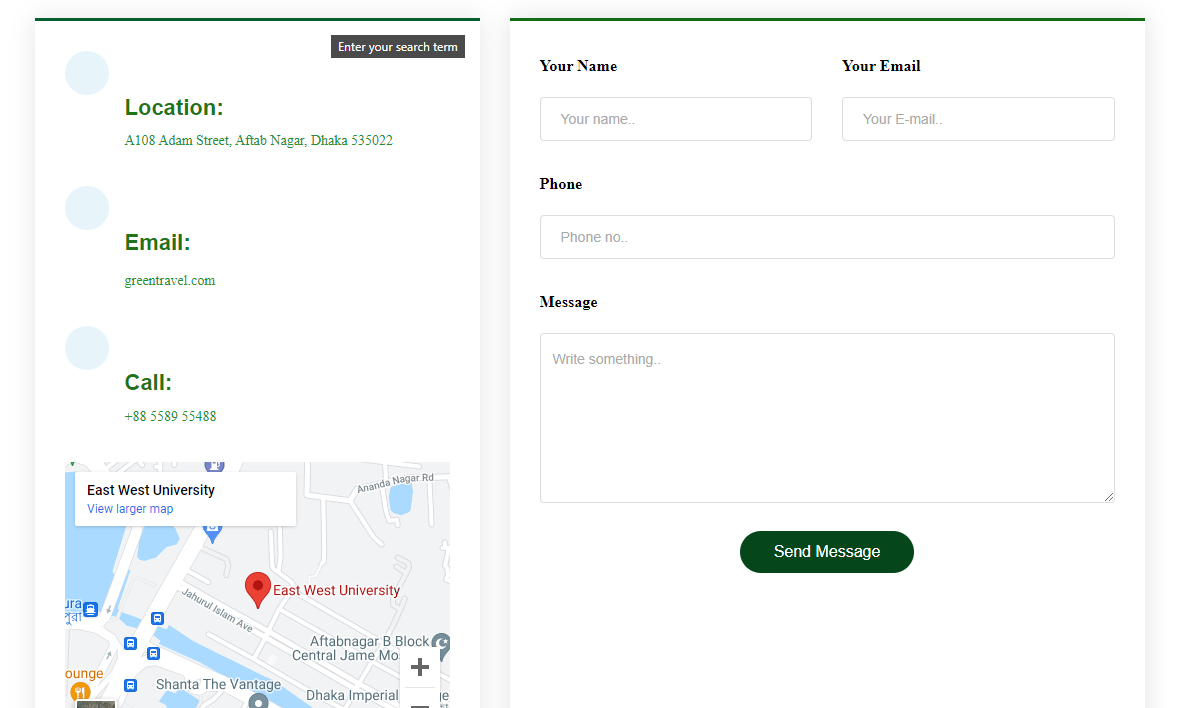 Enter your search term
Location:
A108 Adam Street, Aftab Nagar, Dhaka 535022
Email:
greentravel.com
Call:
+88 5589 55488
East West University
View larger map
Ananda Nagar Rd
East West University
Jahurul Islam Ave
Aftabnagar B Block
Central Jame Mo
Shanta The Vantage
Dhaka Imperial
ounge
Your Name
Your Email
Your name..
Your E-mail..
Phone
Phone no..
Message
Write something..
Send Message